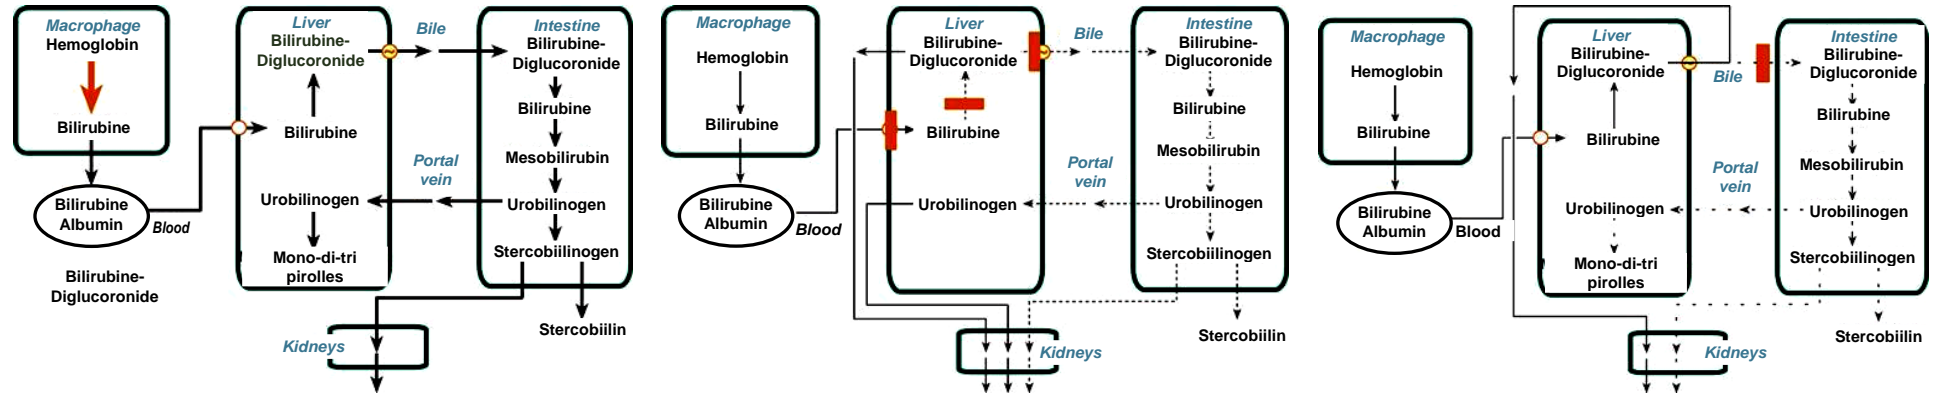 Macrophage
Hemoglobin
Bilirubine
Bilirubine
Albumin
Blood
Bilirubine-
Diglucoronide
Liver
Bilirubine-
Diglucoronide
Bilirubine
Urobilinogen
Mono-di-tri
pirolles
Bile
Portal
vein
Intestine
Bilirubine-
Diglucoronide
Bilirubine
Mesobilirubin
Urobilinogen
Stercobiilinogen
Stercobiilin
Kidneys
Macrophage
Hemoglobin
Bilirubine
Bilirubine
Albumin
Blood
Liver
Bilirubine-
Diglucoronide
Bilirubine
Urobilinogen
Bile
Portal
vein
Intestine
Bilirubine-
Diglucoronide
Bilirubine
Mesobilirubin
Urobilinogen
Stercobiilinogen
Stercobiilin
Kidneys
Macrophage
Hemoglobin
Bilirubine
Bilirubine
Albumin
Blood
Liver
Bilirubine-
Diglucoronide
Bilirubine
Urobilinogen
Mono-di-tri
pirolles
Bile
Portal
vein
Intestine
Bilirubine-
Diglucoronide
Bilirubine
Mesobilirubin
Urobilinogen
Stercobiilinogen
Stercobiilin
Kidneys